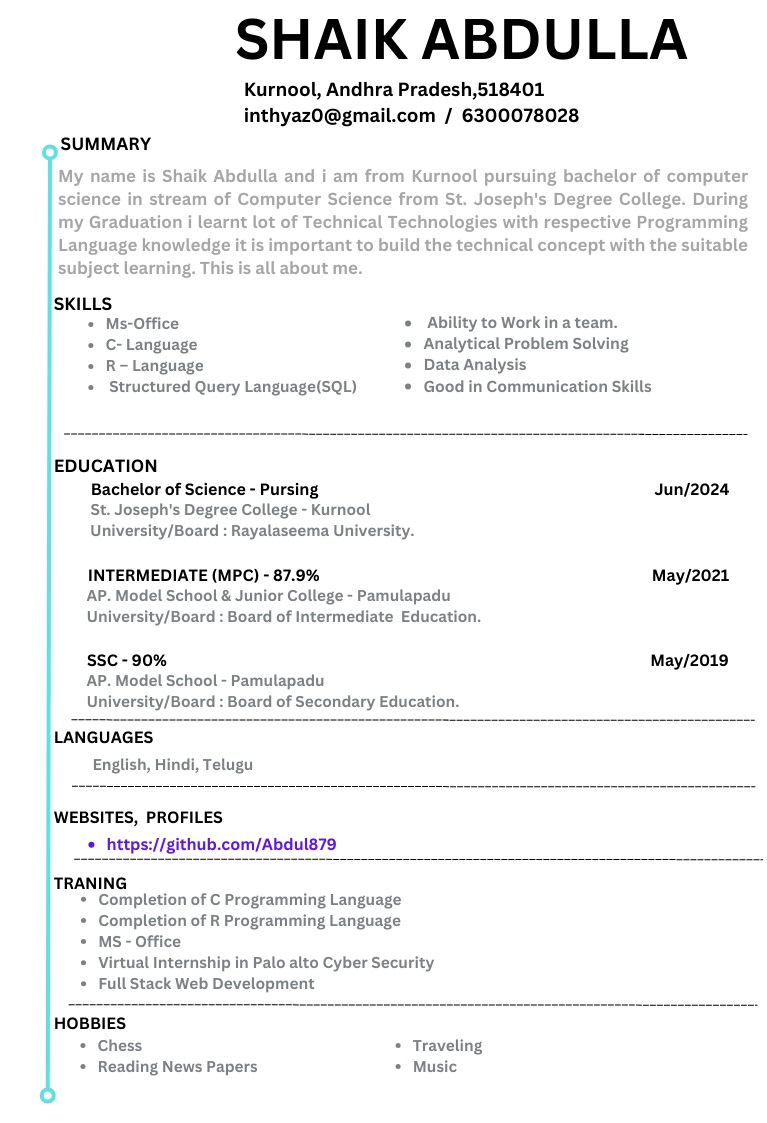 SHAIK ABDULLA
Kurnool, Andhra Pradesh,518401
inthyaz0@gmail.com / 6300078028
SUMMARY
My name is Shaik Abdulla and i am from Kurnool pursuing bachelor of computer
science in stream of Computer Science from St. Joseph's Degree College. During
my Graduation i learnt lot of Technical Technologies with respective Programming
Language knowledge it is important to build the technical concept with the suitable
subject learning. This is all about me.
SKILLS
• Ms-Office
• C- Language
• R – Language
• Structured Query Language(SQL)
• Ability to Work in a team.
• Analytical Problem Solving
• Data Analysis
• Good in Communication Skills
EDUCATION
Bachelor of Science - Pursing Jun/2024
St. Joseph's Degree College - Kurnool
University/Board : Rayalaseema University.
INTERMEDIATE (MPC) - 87.9% May/2021
AP. Model School & Junior College - Pamulapadu
University/Board : Board of Intermediate Education.
SSC - 90% May/2019
AP. Model School - Pamulapadu
University/Board : Board of Secondary Education.
LANGUAGES
English, Hindi, Telugu
WEBSITES, PROFILES
• https://github.com/Abdul879
TRANING
• Completion of C Programming Language
• Completion of R Programming Language
• MS - Office
• Virtual Internship in Palo alto Cyber Security
• Full Stack Web Development
HOBBIES
• Chess
• Reading News Papers
• Traveling
• Music